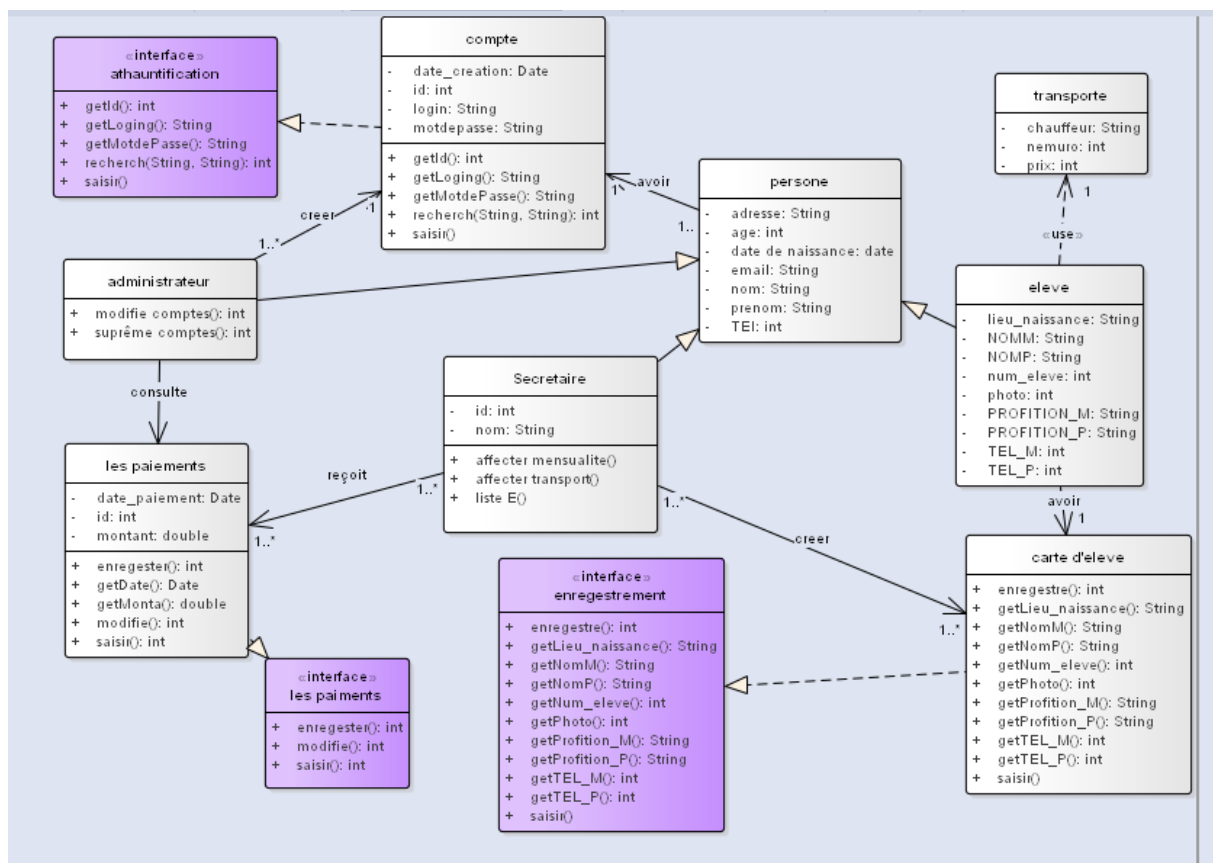 «interface»
athauntification
+ getId(): int
+ getLoging(): String
+ getMotdePasse(): String
+ recherch(String, String): int
+ saisir()
compte
- date_creation: Date
- id: int
- login: String
- motdepasse: String
+ getId(): int
+ getLoging(): String
+ getMotdePasse(): String
+ recherch(String, String): int
+ saisir()
transporte
- chauffeur: String
- nemuro: int
- prix: int
persone
- adresse: String
- age: int
- date de naissance: date
- email: String
- nom: String
- prenom: String
- TEl: int
avoir
1
1..
creer
1
1..*
«use»
1
administrateur
+ modifie comptes(): int
+ suprême comptes(): int
eleve
- lieu_naissance: String
- NOMM: String
- NOMP: String
- num_eleve: int
- photo: int
- PROFITION_M: String
- PROFITION_P: String
- TEL_M: int
- TEL_P: int
consulte
Secretaire
- id: int
- nom: String
+ affecter mensualite()
+ affecter transport()
+ liste E()
les paiements
- date_paiement: Date
- id: int
- montant: double
+ enregester(): int
+ getDate(): Date
+ getMonta(): double
+ modifie(): int
+ saisir(): int
reçoit
1..*
1..*
1..*
creer
1..*
avoir
1
carte d'eleve
+ enregestre(): int
+ getLieu_naissance(): String
+ getNomM(): String
+ getNomP(): String
+ getNum_eleve(): int
+ getPhoto(): int
+ getProfition_M(): String
+ getProfition_P(): String
+ getTEL_M(): int
+ getTEL_P(): int
+ saisir()
«interface»
enregestrement
+ enregestre(): int
+ getLieu_naissance(): String
+ getNomM(): String
+ getNomP(): String
+ getNum_eleve(): int
+ getPhoto(): int
+ getProfition_M(): String
+ getProfition_P(): String
+ getTEL_M(): int
+ getTEL_P(): int
+ saisir()
«interface»
les paiments
+ enregester(): int
+ modifie(): int
+ saisir(): int